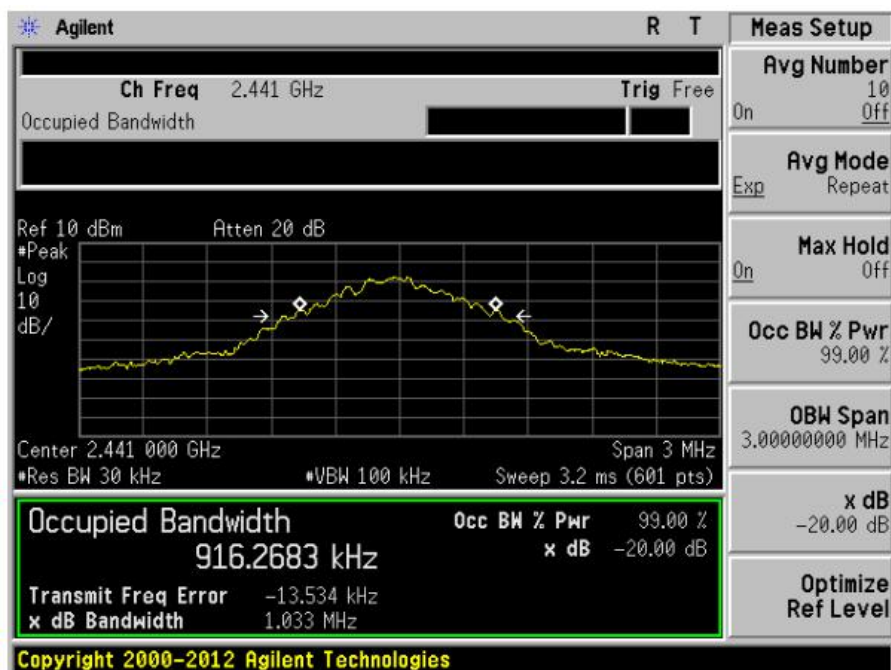 Agilent R T
Ch Freq 2.441 GHz Trig Free
Occupied Bandwidth
Ref 10 dBm Atten 20 dB
#Peak
Log
10
dB/
Center 2.441 000 GHz Span 3 MHz
#Res BW 30 kHz #VBW 100 kHz Sweep 3.2 ms (601 pts)
Occupied Bandwidth Occ BW % Pwr 99.00 %
916.2683 kHz x dB -20.00 dB
Transmit Freq Error -13.534 kHz
x dB Bandwidth 1.033 MHz
Copyright 2000-2012 Agilent Technologies
Meas Setup
Avg Number
10
On Off
Avg Mode
Exp Repeat
Max Hold
On Off
Occ BW % Pwr
99.00 %
OBW Span
3.00000000 MHz
x dB
-20.00 dB
Optimize
Ref Level